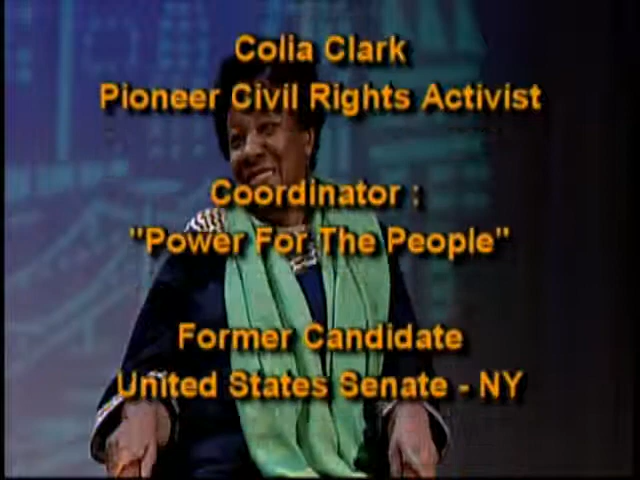 Colia Clark
Pioneer Civil Rights Activist
Coordinator :
"Power For The People"
Former Candidate
United States Senate - NY